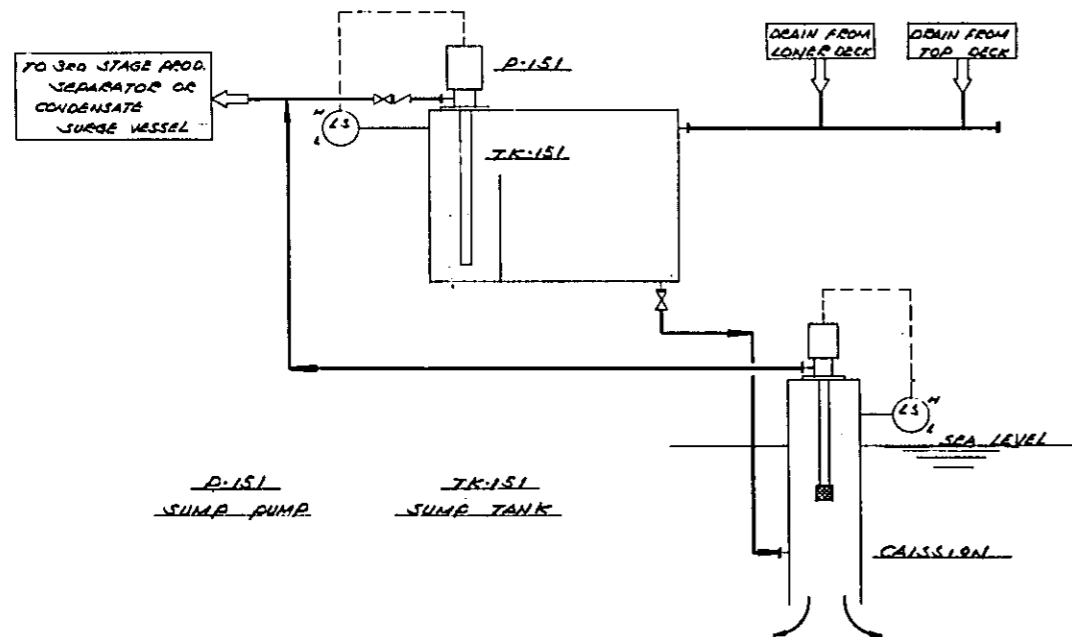 TO 3RD STAGE PROD.
SEPARATOR OR
CONDENSATE
SURGE VESSEL
P-151
DRAIN FROM
LONER DECK
DRAIN FROM
TOP DECK
H
LS
L
TK-151
H
LS
L
SEA LEVEL
P-151
SUMP PUMP
TK-151
SUMP TANK
CAISSION